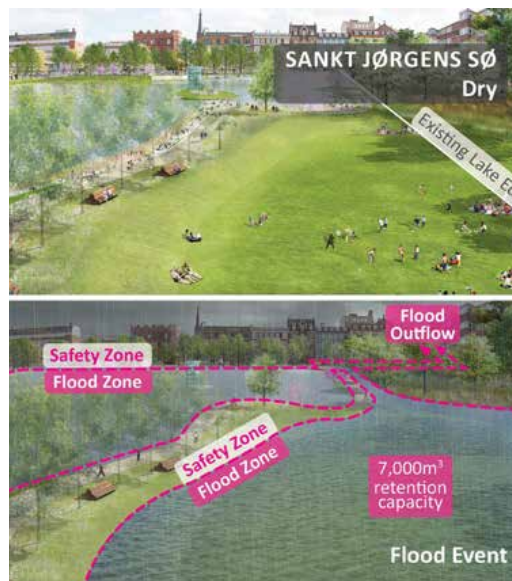 SANKT JØRGENS SØ
Dry
Existing Lake
Flood
Outflow
Safety Zone
Flood Zone
Safety Zone
Flood Zone
7,000m³
retention
capacity
Flood Event